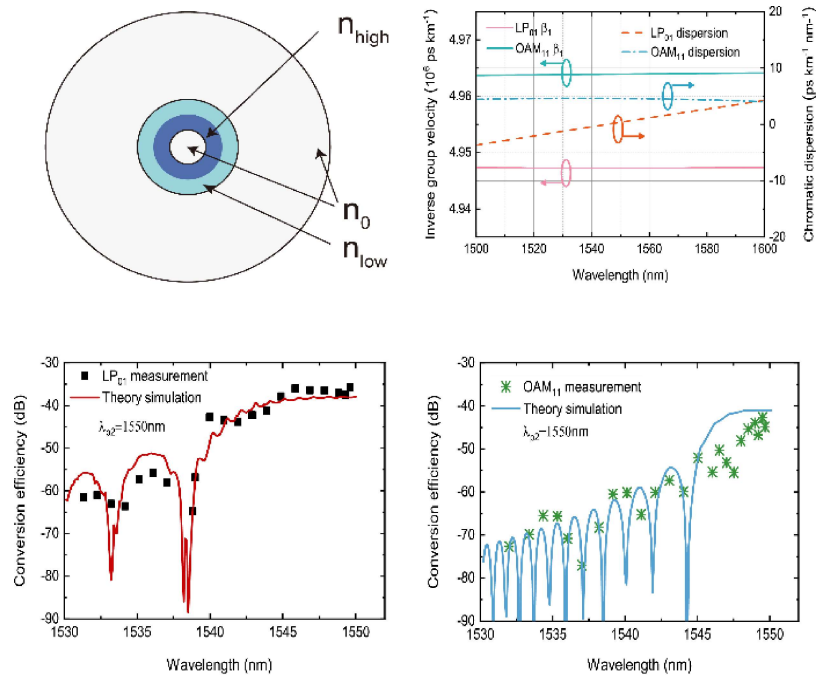 n_high
n_0
n_low
LP₀₁ β₁
OAM₁₁ β₁
LP₀₁ dispersion
OAM₁₁ dispersion
4.97
4.96
4.95
4.94
20
10
0
-10
-20
1500 1520 1540 1560 1580 1600
Inverse group velocity (10⁶ ps km⁻¹)
Chromatic dispersion (ps km⁻¹ nm⁻¹)
Wavelength (nm)
-30
-40
-50
-60
-70
-80
-90
LP₀₁ measurement
Theory simulation
λₚ₂=1550nm
1530 1535 1540 1545 1550
Conversion efficiency (dB)
Wavelength (nm)
-30
-40
-50
-60
-70
-80
-90
OAM₁₁ measurement
Theory simulation
λₚ₂=1550nm
1530 1535 1540 1545 1550
Conversion efficiency (dB)
Wavelength (nm)